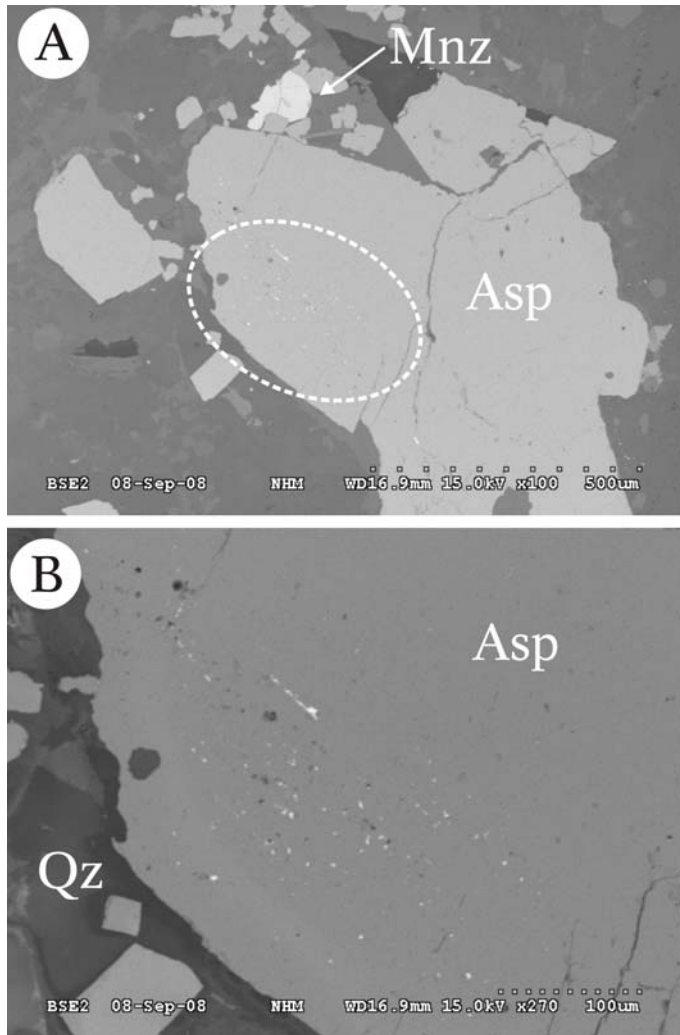 A
Mnz
Asp
BSE2 08-Sep-08 NHM WD16.9mm 15.0kV x100 500um
B
Asp
Qz
BSE2 08-Sep-08 NHM WD16.9mm 15.0kV x270 100um